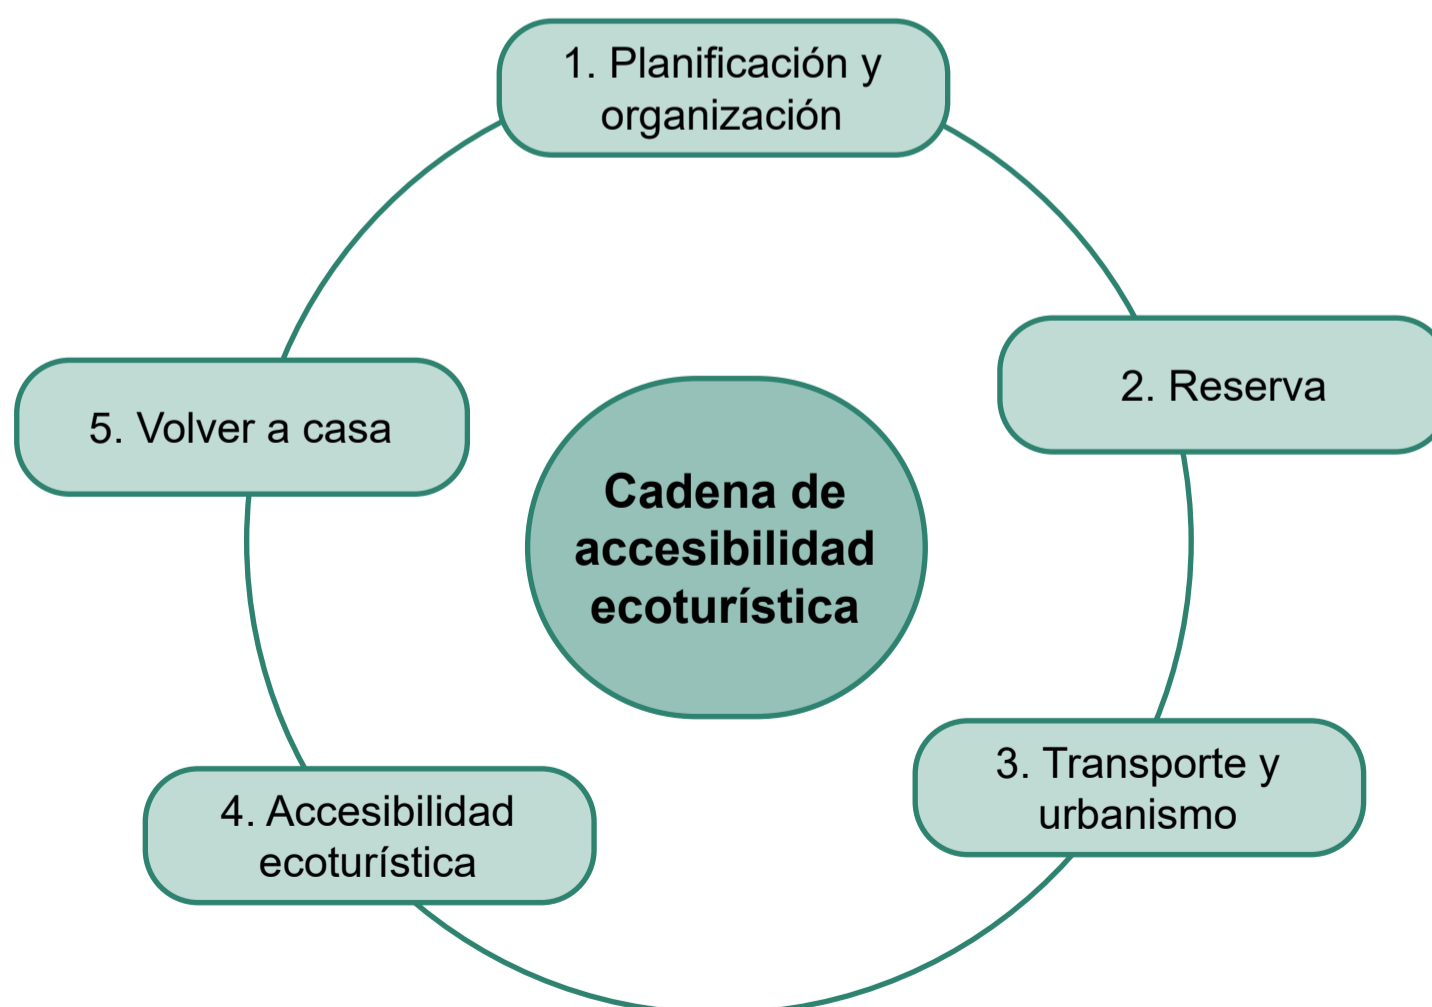 1. Planificación y
organización
2. Reserva
3. Transporte y
urbanismo
4. Accesibilidad
ecoturística
5. Volver a casa
Cadena de
accesibilidad
ecoturística